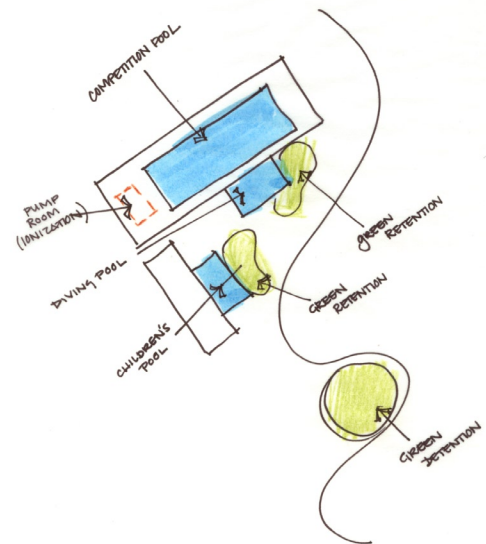 COMPETITION POOL
PUMP
ROOM
(IONIZATION)
DIVING POOL
CHILDREN'S
POOL
GREEN
RETENTION
GREEN
RETENTION
GREEN
DETENTION